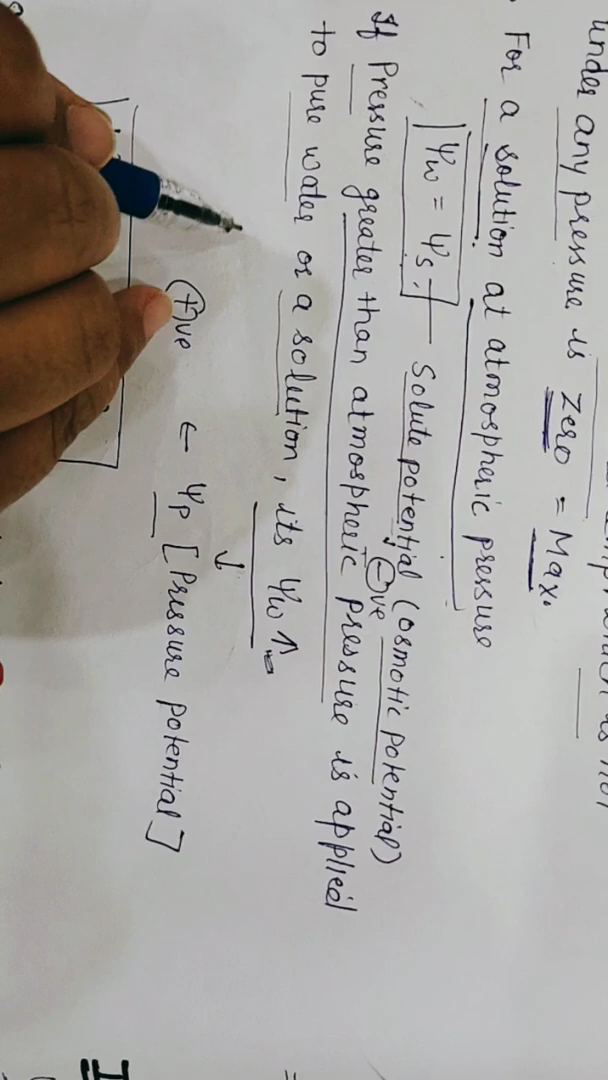 under any pressure is zero = Max.
For a solution at atmospheric pressure
Ψw = Ψs. Solute potential (osmotic potential)
⊖ve
If Pressure greater than atmospheric pressure is applied
to pure water or a solution, its Ψw ↑
↓
⊕ve ← Ψp [Pressure potential]